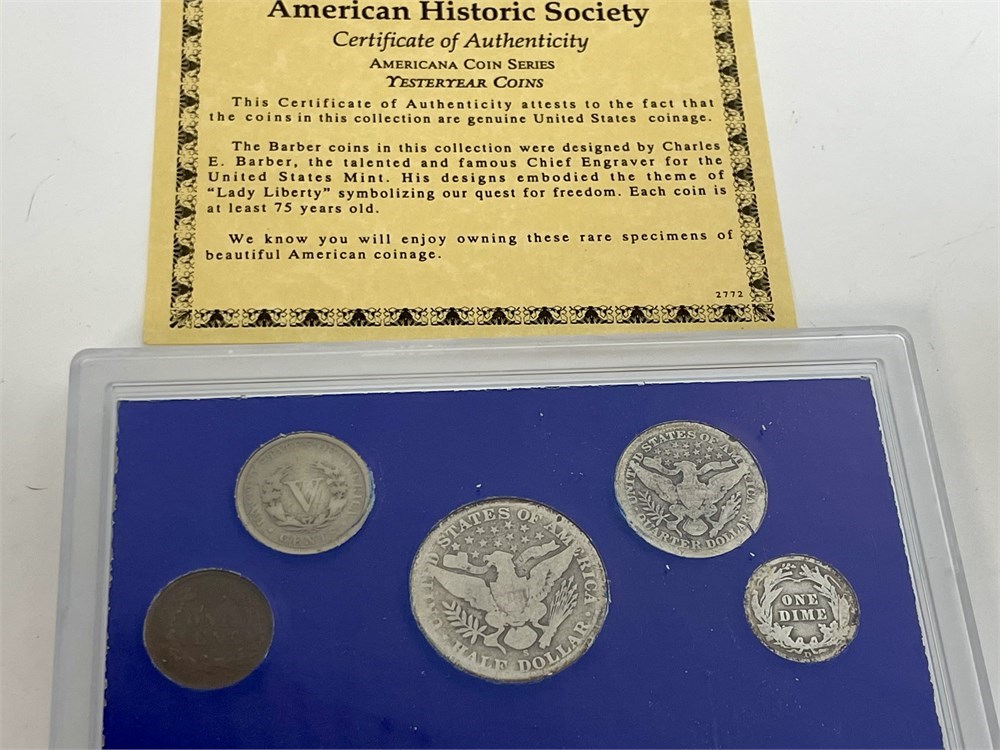 American Historic Society
Certificate of Authenticity
AMERICANA COIN SERIES
YESTERYEAR COINS
This Certificate of Authenticity attests to the fact that
the coins in this collection are genuine United States coinage.
The Barber coins in this collection were designed by Charles
E. Barber, the talented and famous Chief Engraver for the
United States Mint. His designs embodied the theme of
"Lady Liberty" symbolizing our quest for freedom. Each coin is
at least 75 years old.
We know you will enjoy owning these rare specimens of
beautiful American coinage.
2772
V
CENT
UNITED STATES OF AMERICA
HALF DOLLAR
UNITED STATES OF AMERICA
QUARTER DOLLAR
ONE
DIME